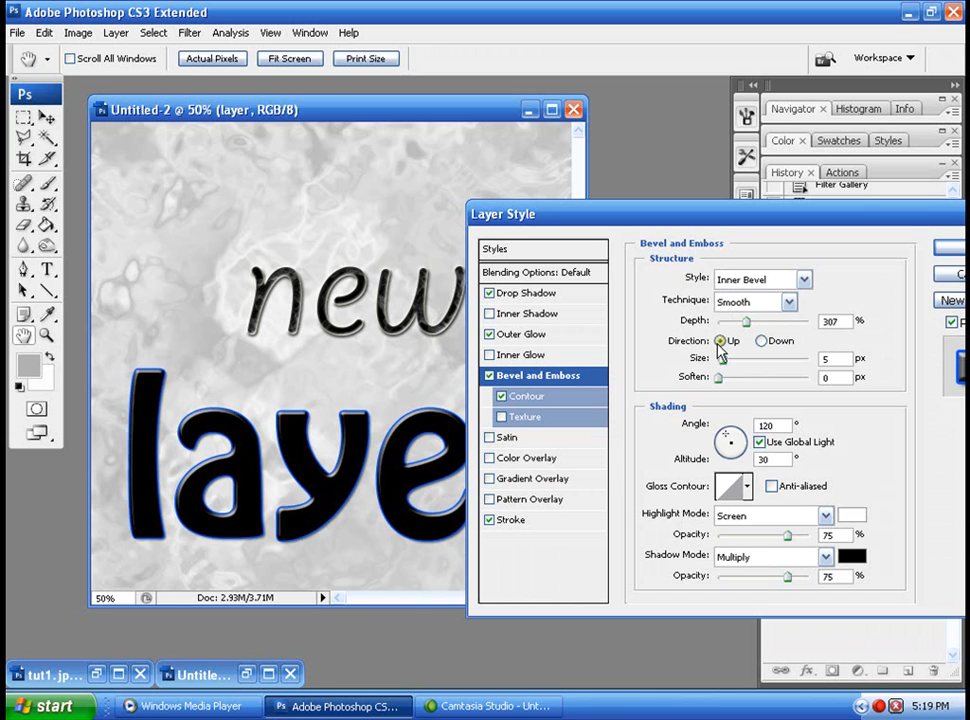 Ps Adobe Photoshop CS3 Extended
File Edit Image Layer Select Filter Analysis View Window Help
Scroll All Windows Actual Pixels Fit Screen Print Size Br Workspace
Ps
Untitled-2 @ 50% (layer, RGB/8)
new
laye
50% Doc: 2.93M/3.71M
Navigator Histogram Info
Color Swatches Styles
History Actions
Filter Gallery
Layer Style
Styles
Blending Options: Default
Drop Shadow
Inner Shadow
Outer Glow
Inner Glow
Bevel and Emboss
Contour
Texture
Satin
Color Overlay
Gradient Overlay
Pattern Overlay
Stroke
Bevel and Emboss
Structure
Style: Inner Bevel
Technique: Smooth
Depth: 307 %
Direction: Up Down
Size: 5 px
Soften: 0 px
Shading
Angle: 120 °
Use Global Light
Altitude: 30 °
Gloss Contour: Anti-aliased
Highlight Mode: Screen
Opacity: 75 %
Shadow Mode: Multiply
Opacity: 75 %
New
tut1.jp... Untitle...
start Windows Media Player Ps Adobe Photoshop CS... Camtasia Studio - Unt... 5:19 PM